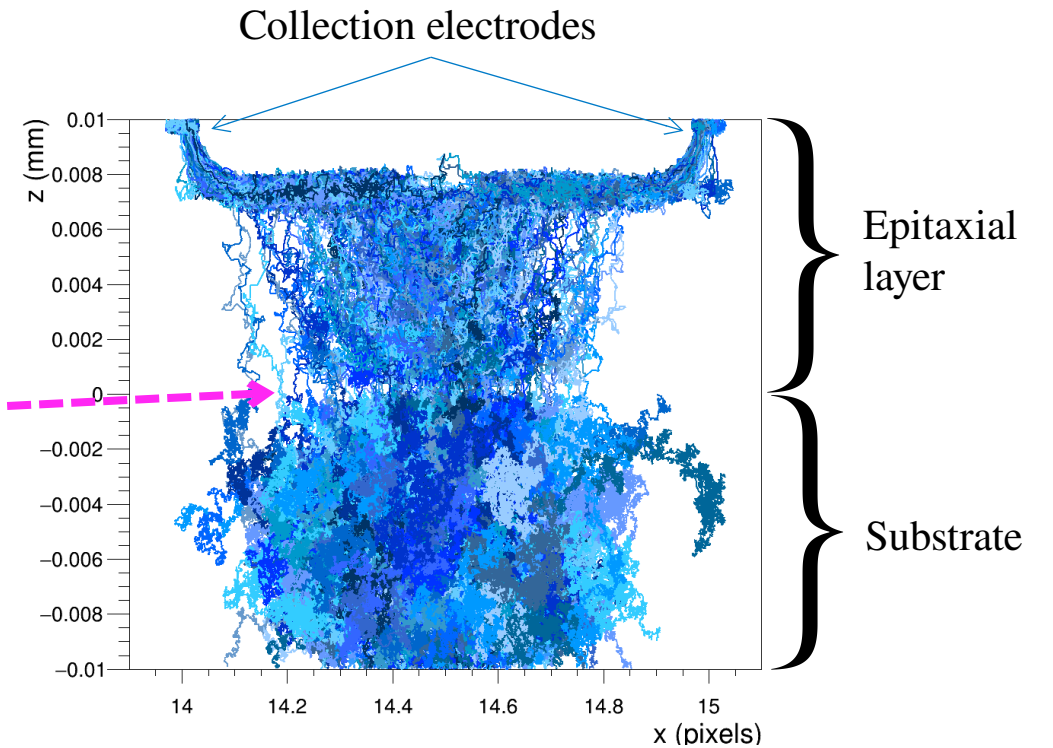 Collection electrodes
z (mm)
0.01
0.008
0.006
0.004
0.002
0
−0.002
−0.004
−0.006
−0.008
−0.01
14
14.2
14.4
14.6
14.8
15
x (pixels)
Epitaxial
layer
Substrate